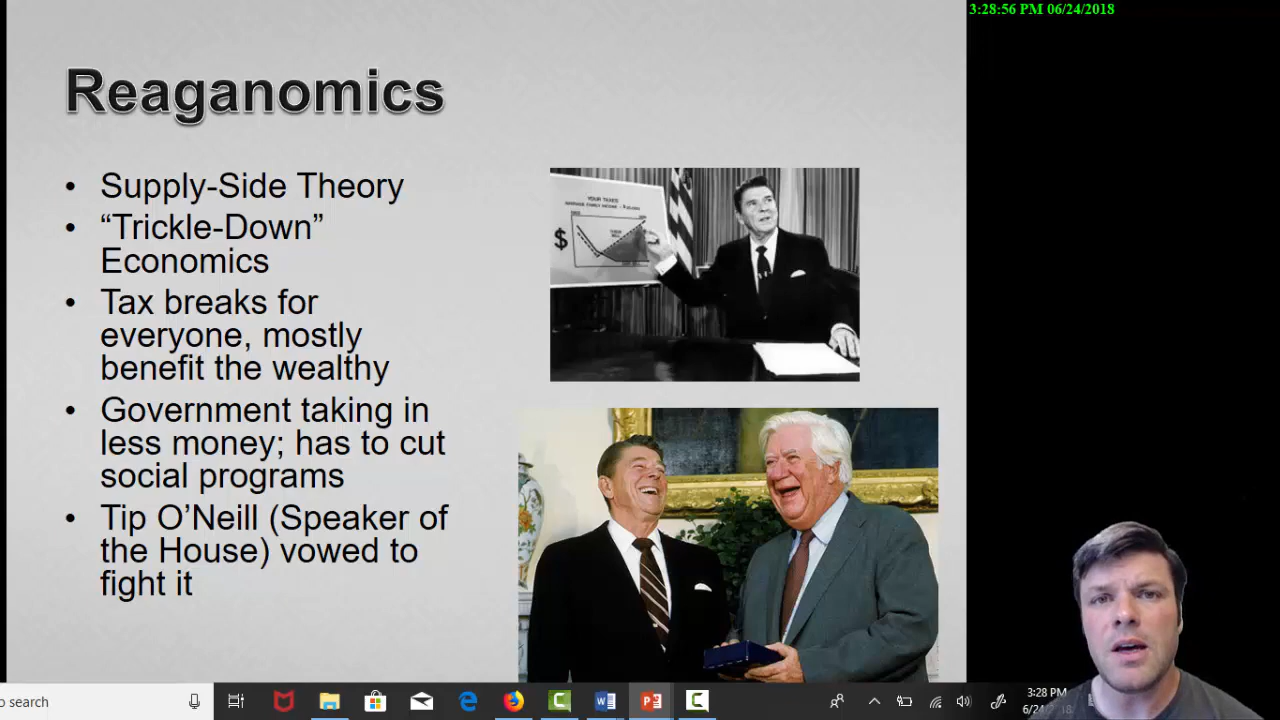 3:28:56 PM 06/24/2018
Reaganomics
• Supply-Side Theory
• “Trickle-Down”
Economics
• Tax breaks for
everyone, mostly
benefit the wealthy
• Government taking in
less money; has to cut
social programs
• Tip O’Neill (Speaker of
the House) vowed to
fight it
YOUR TAXES
$
search
3:28 PM